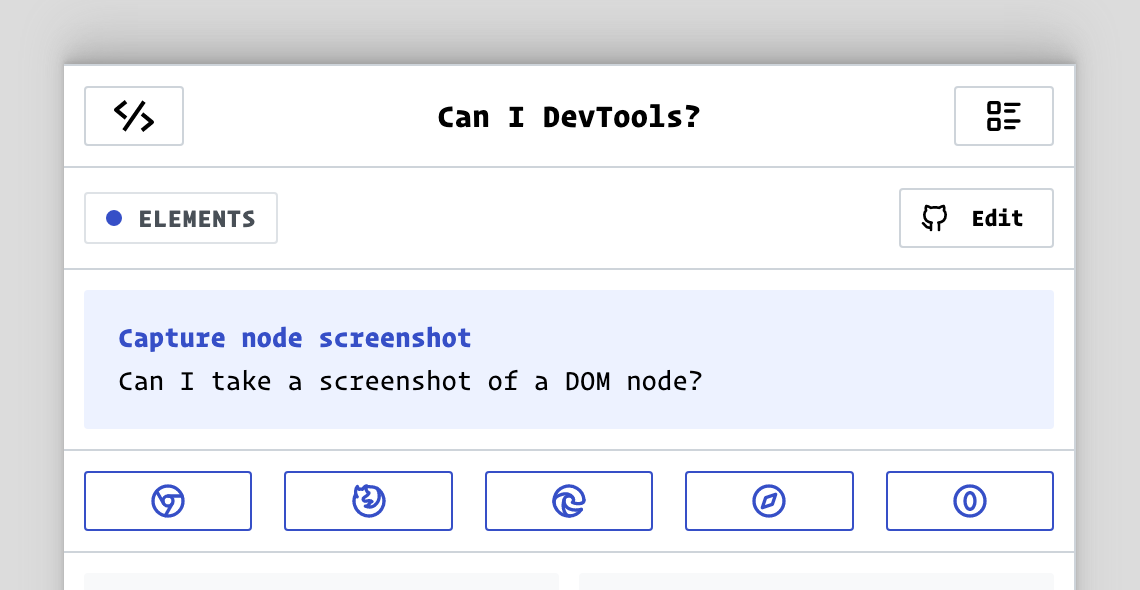 Can I DevTools?
ELEMENTS
Edit
Capture node screenshot
Can I take a screenshot of a DOM node?